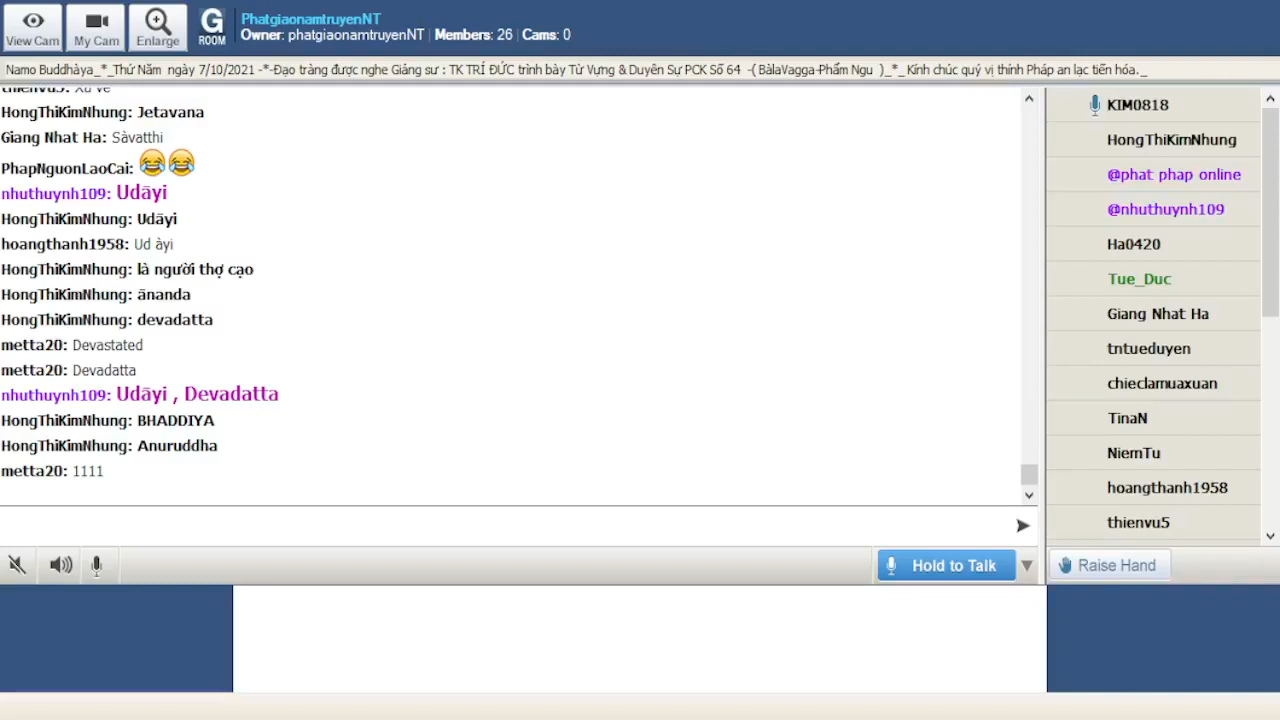 View Cam
My Cam
Enlarge
G
ROOM
PhatgiaonamtruyenNT
Owner: phatgiaonamtruyenNT | Members: 26 | Cams: 0
Namo Buddhàya_*_Thứ Năm ngày 7/10/2021 -*-Đạo tràng được nghe Giảng sư : TK TRÍ ĐỨC trình bày Từ Vựng & Duyên Sự PCK Số 64 -( BàlaVagga-Phẩm Ngu )_*_ Kính chúc quý vị thính Pháp an lạc tiến hóa._
thienvu5: Xú vê
HongThiKimNhung: Jetavana
Giang Nhat Ha: Sàvatthi
PhapNguonLaoCai:
nhuthuynh109: Udāyi
HongThiKimNhung: Udāyi
hoangthanh1958: Ud àyi
HongThiKimNhung: là người thợ cạo
HongThiKimNhung: ānanda
HongThiKimNhung: devadatta
metta20: Devastated
metta20: Devadatta
nhuthuynh109: Udāyi , Devadatta
HongThiKimNhung: BHADDIYA
HongThiKimNhung: Anuruddha
metta20: 1111
Hold to Talk
KIM0818
HongThiKimNhung
@phat phap online
@nhuthuynh109
Ha0420
Tue_Duc
Giang Nhat Ha
tntueduyen
chieclamuaxuan
TinaN
NiemTu
hoangthanh1958
thienvu5
Raise Hand